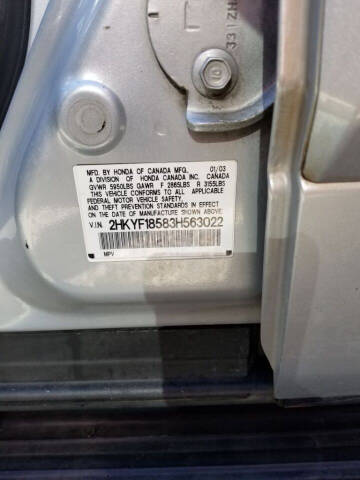 331ZH
MFD. BY HONDA OF CANADA MFG., 01/03
A DIVISION OF HONDA CANADA INC. CANADA
GVWR 5950LBS GAWR F 2865LBS R 3155LBS
THIS VEHICLE CONFORMS TO ALL APPLICABLE
FEDERAL MOTOR VEHICLE SAFETY,
AND THEFT PREVENTION STANDARDS IN EFFECT ON
THE DATE OF MANUFACTURE SHOWN ABOVE.
V.I.N. 2HKYF18583H563022
MPV